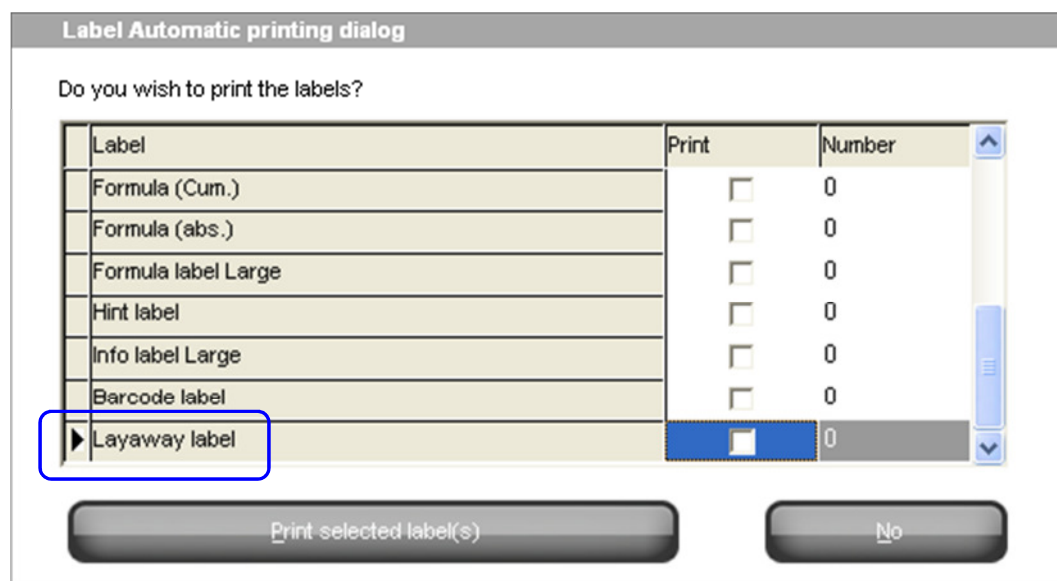 Label Automatic printing dialog
Do you wish to print the labels?
Label Print Number
Formula (Cum.) 0
Formula (abs.) 0
Formula label Large 0
Hint label 0
Info label Large 0
Barcode label 0
Layaway label 0
Print selected label(s) No